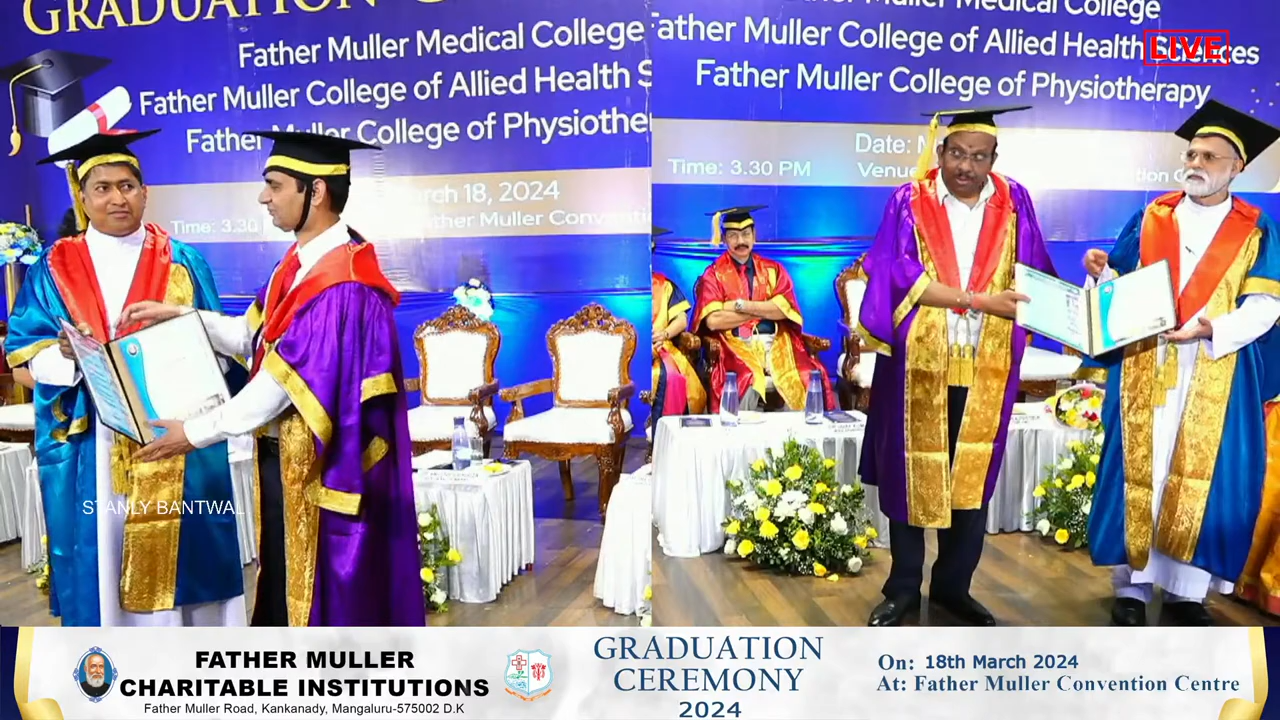 GRADUATION
Father Muller Medical College
Father Muller College of Allied Health S
Father Muller College of Physiothe
March 18, 2024
Time: 3.30
Father Muller Conventi
Muller Medical College
Father Muller College of Allied Health Sciences
Father Muller College of Physiotherapy
Date: M
Time: 3.30 PM
Venue
LIVE
STANLY BANTWAL
FATHER MULLER
CHARITABLE INSTITUTIONS
Father Muller Road, Kankanady, Mangaluru-575002 D.K
GRADUATION
CEREMONY
2024
On: 18th March 2024
At: Father Muller Convention Centre